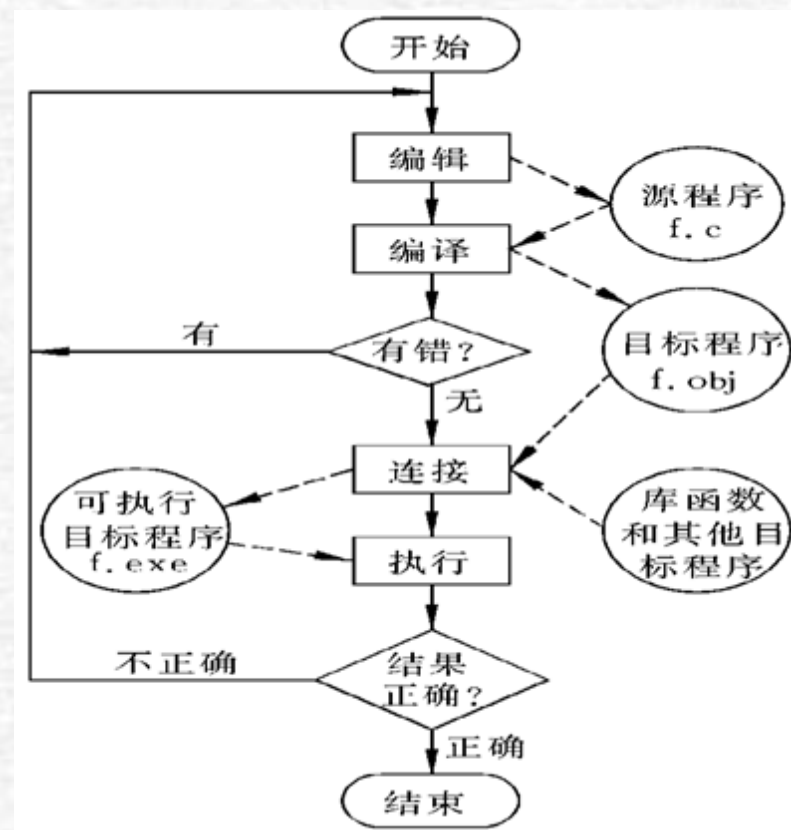 开始
编辑
源程序
f.c
编译
有
有错?
目标程序
f.obj
无
连接
可执行
目标程序
f.exe
库函数
和其他目
标程序
执行
不正确
结果
正确?
正确
结束